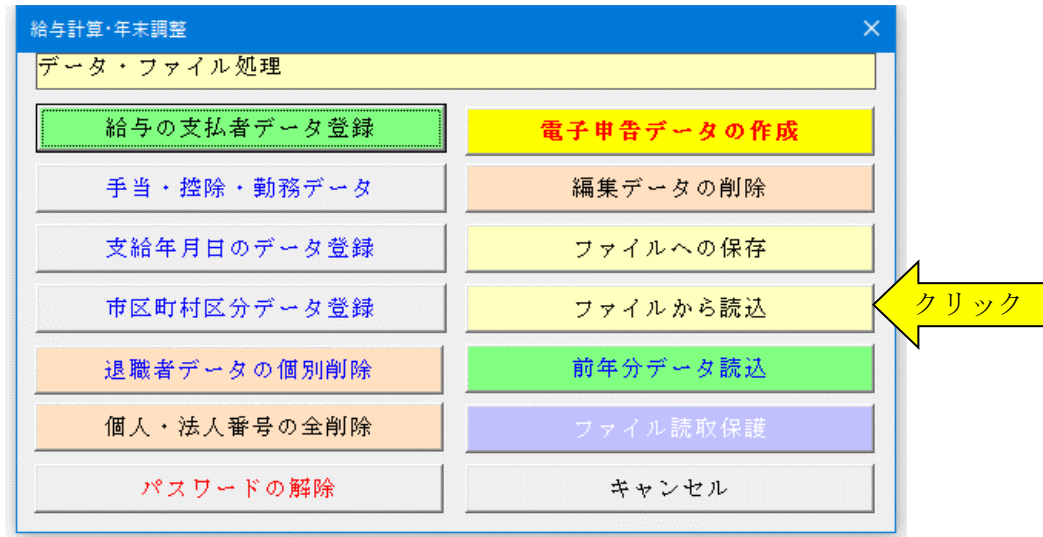 給与計算･年末調整
データ・ファイル処理
給与の支払者データ登録
電子申告データの作成
手当・控除・勤務データ
編集データの削除
支給年月日のデータ登録
ファイルへの保存
市区町村区分データ登録
ファイルから読込
クリック
退職者データの個別削除
前年分データ読込
個人・法人番号の全削除
ファイル読取保護
パスワードの解除
キャンセル